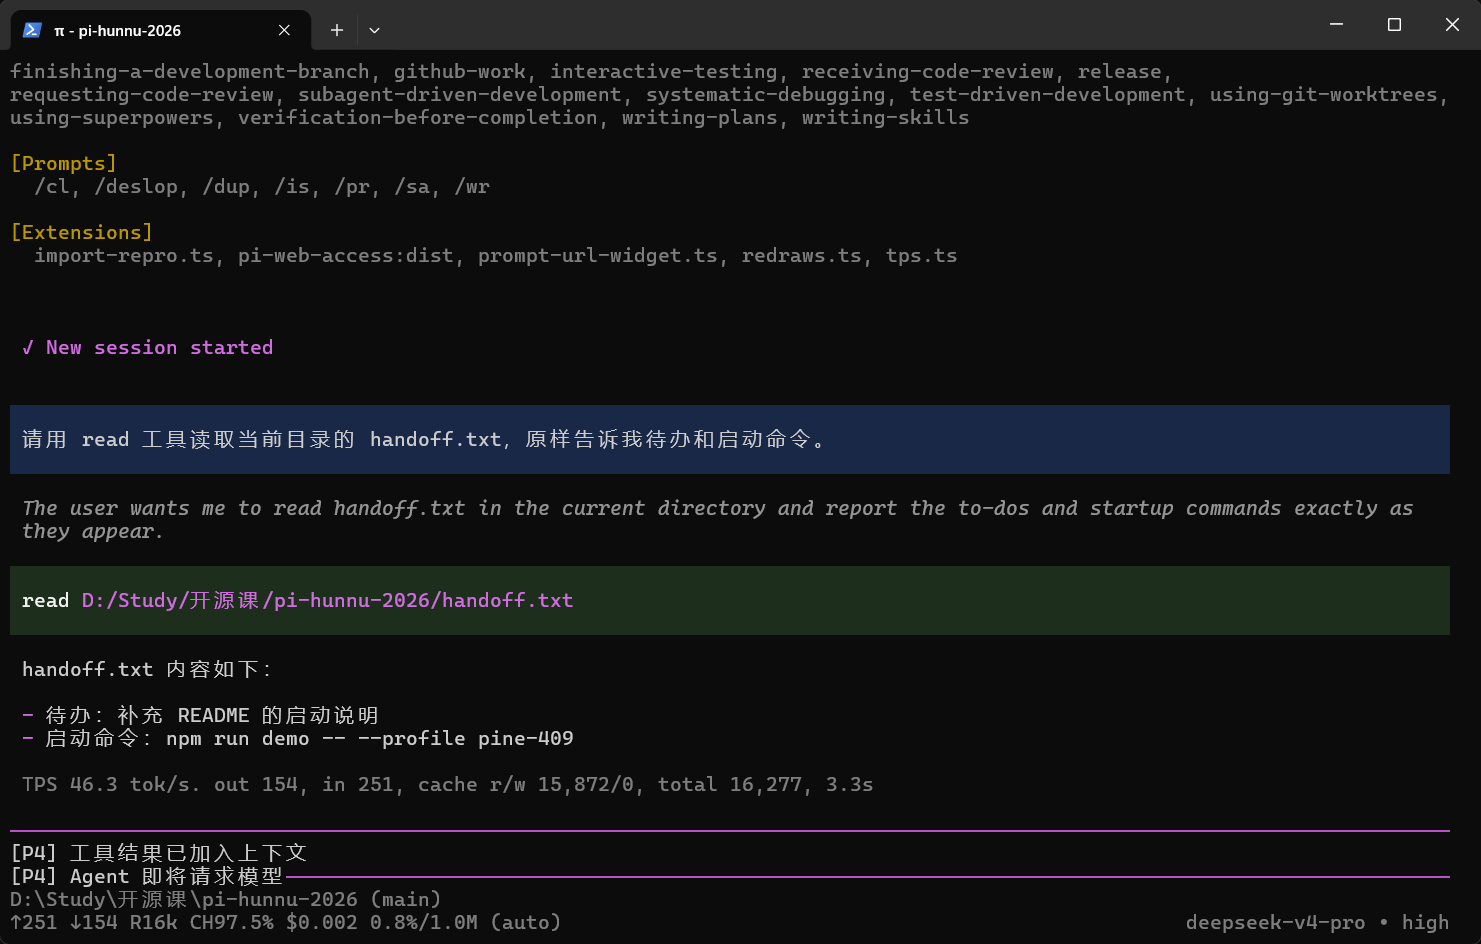 π - pi-hunnu-2026
finishing-a-development-branch, github-work, interactive-testing, receiving-code-review, release,
requesting-code-review, subagent-driven-development, systematic-debugging, test-driven-development, using-git-worktrees,
using-superpowers, verification-before-completion, writing-plans, writing-skills
[Prompts]
/cl, /deslop, /dup, /is, /pr, /sa, /wr
[Extensions]
import-repro.ts, pi-web-access:dist, prompt-url-widget.ts, redraws.ts, tps.ts
✓ New session started
请用 read 工具读取当前目录的 handoff.txt, 原样告诉我待办和启动命令。
The user wants me to read handoff.txt in the current directory and report the to-dos and startup commands exactly as
they appear.
read D:/Study/开源课/pi-hunnu-2026/handoff.txt
handoff.txt 内容如下:
- 待办: 补充 README 的启动说明
- 启动命令: npm run demo -- --profile pine-409
TPS 46.3 tok/s. out 154, in 251, cache r/w 15,872/0, total 16,277, 3.3s
[P4] 工具结果已加入上下文
[P4] Agent 即将请求模型
D:\Study\开源课\pi-hunnu-2026 (main)
↑251 ↓154 R16k CH97.5% $0.002 0.8%/1.0M (auto) deepseek-v4-pro • high